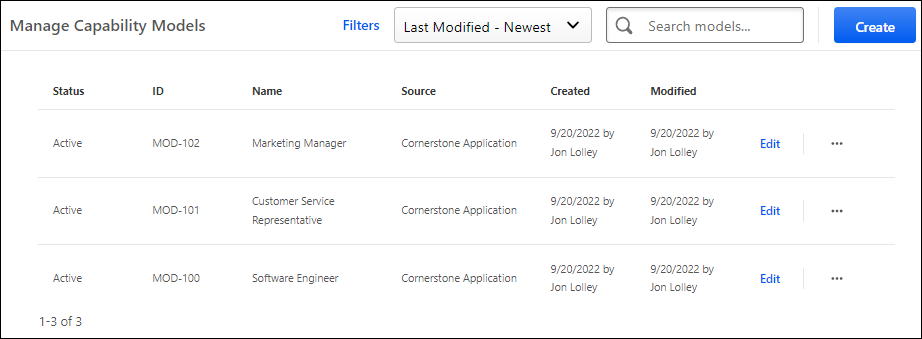 Manage Capability Models Filters Last Modified - Newest Search models... Create
Status ID Name Source Created Modified
Active MOD-102 Marketing Manager Cornerstone Application 9/20/2022 by Jon Lolley 9/20/2022 by Jon Lolley Edit ...
Active MOD-101 Customer Service Representative Cornerstone Application 9/20/2022 by Jon Lolley 9/20/2022 by Jon Lolley Edit ...
Active MOD-100 Software Engineer Cornerstone Application 9/20/2022 by Jon Lolley 9/20/2022 by Jon Lolley Edit ...
1-3 of 3